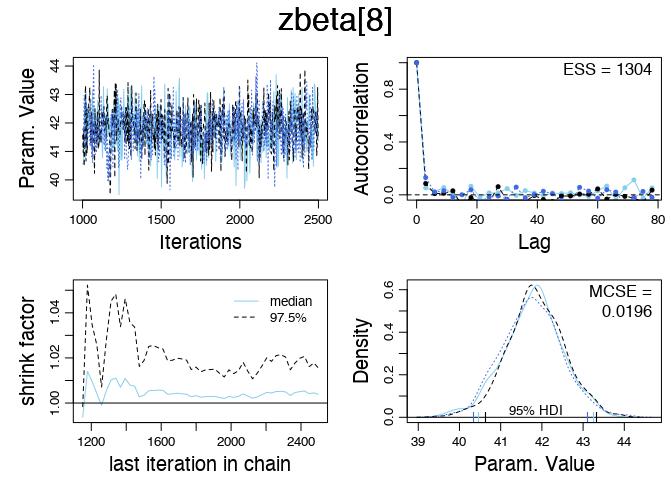 zbeta[8]
Param. Value
44
43
42
41
40
1000
1500
2000
2500
Iterations
Autocorrelation
0.8
0.4
0.0
ESS = 1304
0
20
40
60
80
Lag
shrink factor
1.04
1.02
1.00
median
97.5%
1200
1600
2000
2400
last iteration in chain
Density
0.6
0.4
0.2
0.0
MCSE =
0.0196
95% HDI
39
40
41
42
43
44
Param. Value